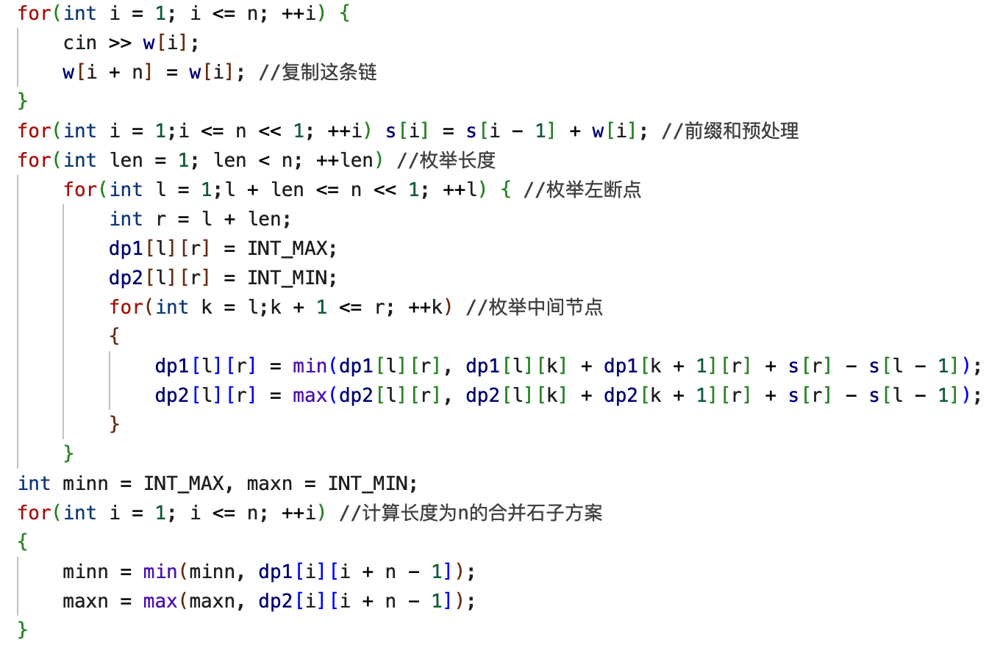 for(int i = 1; i <= n; ++i) {
    cin >> w[i];
    w[i + n] = w[i]; //复制这条链
}
for(int i = 1;i <= n << 1; ++i) s[i] = s[i - 1] + w[i]; //前缀和预处理
for(int len = 1; len < n; ++len) //枚举长度
    for(int l = 1;l + len <= n << 1; ++l) { //枚举左断点
        int r = l + len;
        dp1[l][r] = INT_MAX;
        dp2[l][r] = INT_MIN;
        for(int k = l;k + 1 <= r; ++k) //枚举中间节点
        {
            dp1[l][r] = min(dp1[l][r], dp1[l][k] + dp1[k + 1][r] + s[r] - s[l - 1]);
            dp2[l][r] = max(dp2[l][r], dp2[l][k] + dp2[k + 1][r] + s[r] - s[l - 1]);
        }
    }
int minn = INT_MAX, maxn = INT_MIN;
for(int i = 1; i <= n; ++i) //计算长度为n的合并石子方案
{
    minn = min(minn, dp1[i][i + n - 1]);
    maxn = max(maxn, dp2[i][i + n - 1]);
}